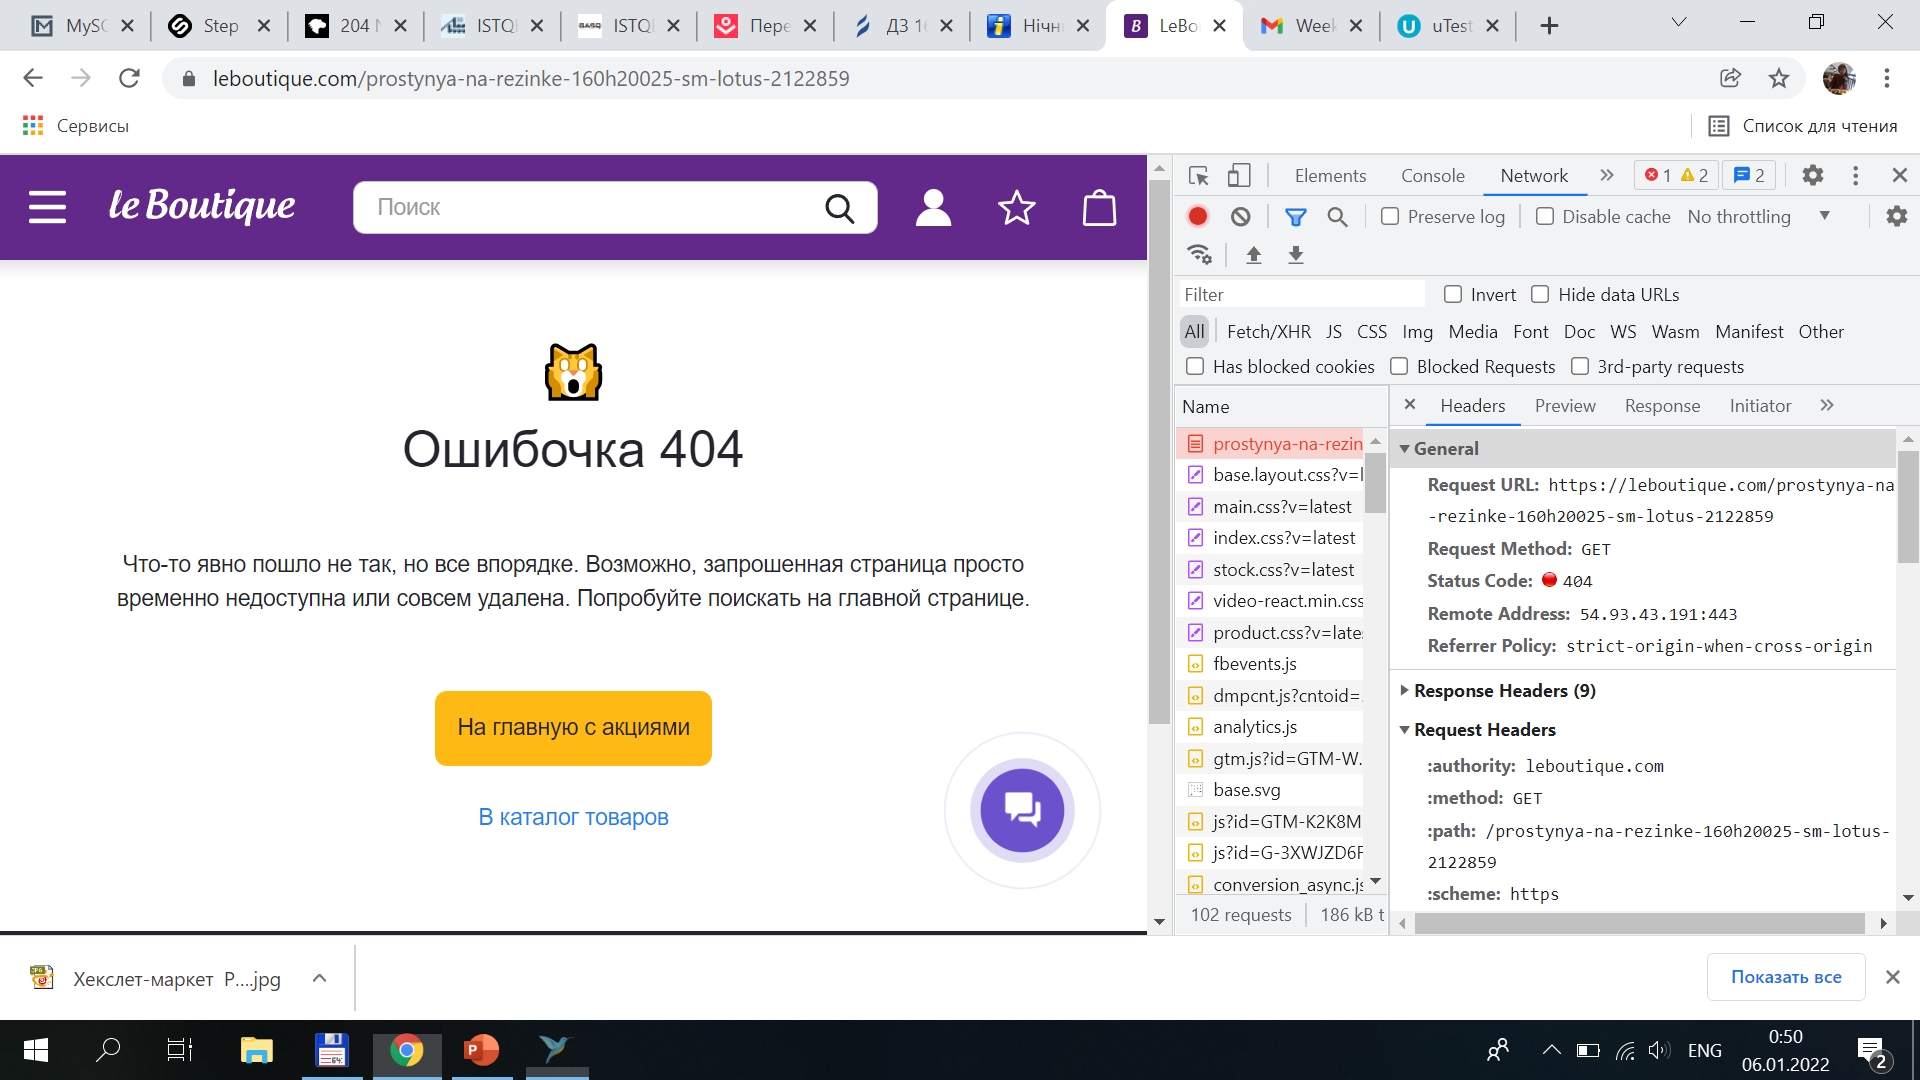 MySQ
Step
204 N
ISTQI
ISTQI
Пере
ДЗ 1
Нічн
LeBo
Week
uTest
leboutique.com/prostynya-na-rezinke-160h20025-sm-lotus-2122859
Сервисы
Список для чтения
le Boutique
Поиск
Ошибочка 404
Что-то явно пошло не так, но все впорядке. Возможно, запрошенная страница просто
временно недоступна или совсем удалена. Попробуйте поискать на главной странице.
На главную с акциями
В каталог товаров
Elements Console Network 1 2 2
Preserve log Disable cache No throttling
Filter Invert Hide data URLs
All Fetch/XHR JS CSS Img Media Font Doc WS Wasm Manifest Other
Has blocked cookies Blocked Requests 3rd-party requests
Name
prostynya-na-rezin
base.layout.css?v=l
main.css?v=latest
index.css?v=latest
stock.css?v=latest
video-react.min.css
product.css?v=late
fbevents.js
dmpcnt.js?cntoid=
analytics.js
gtm.js?id=GTM-W
base.svg
js?id=GTM-K2K8M
js?id=G-3XWJZD6F
conversion_async.js
102 requests 186 kB t
Headers Preview Response Initiator
General
Request URL: https://leboutique.com/prostynya-na
-rezinke-160h20025-sm-lotus-2122859
Request Method: GET
Status Code: 404
Remote Address: 54.93.43.191:443
Referrer Policy: strict-origin-when-cross-origin
Response Headers (9)
Request Headers
:authority: leboutique.com
:method: GET
:path: /prostynya-na-rezinke-160h20025-sm-lotus-
2122859
:scheme: https
Хекслет-маркет Р....jpg
Показать все
ENG
0:50
06.01.2022
2